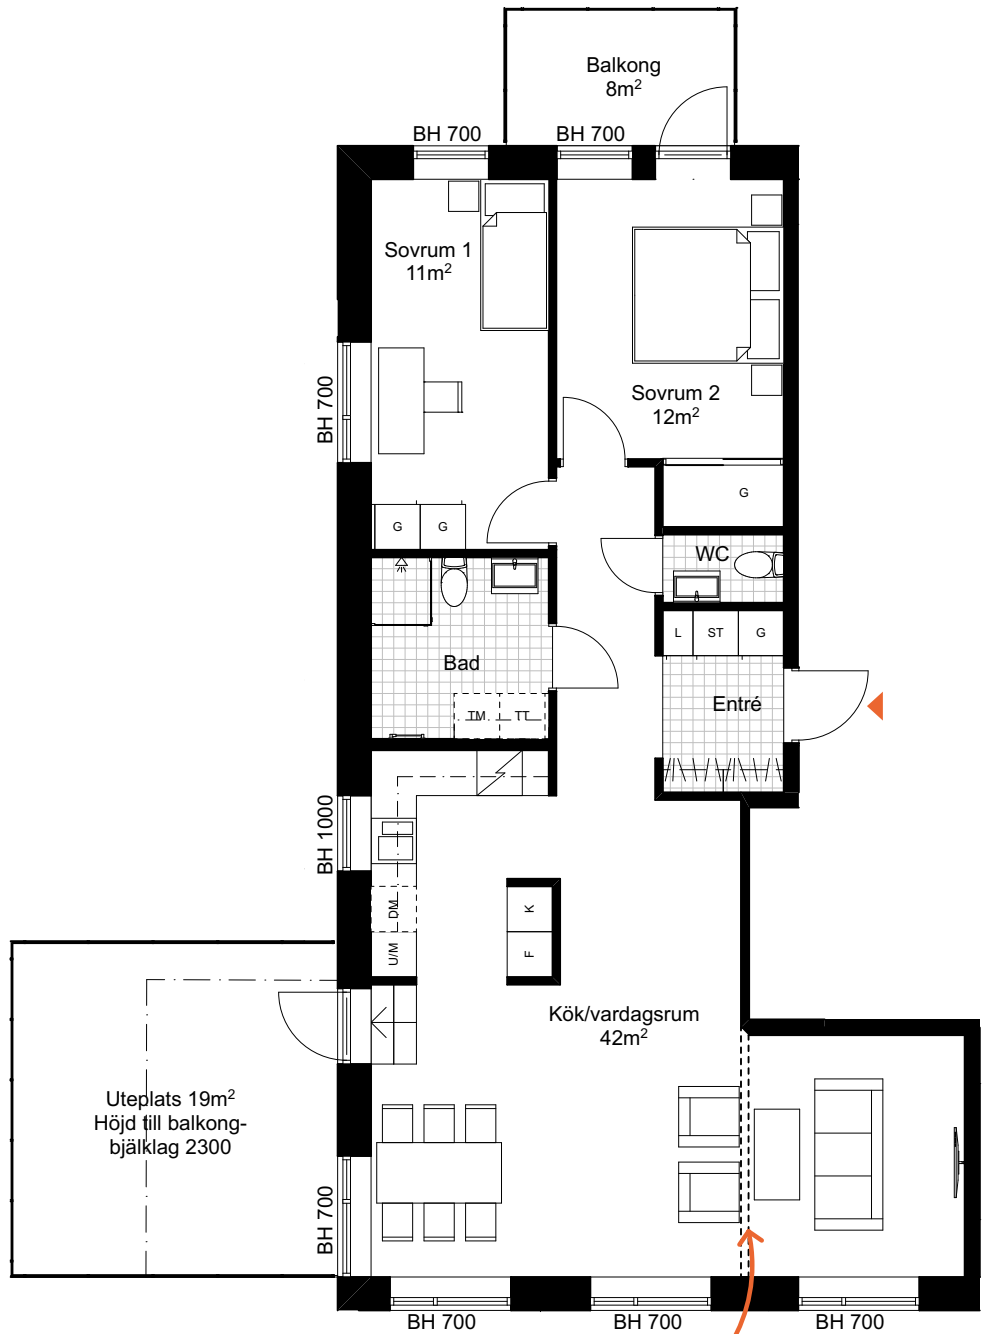 Balkong
8m²
BH 700
BH 700
Sovrum 1
11m²
BH 700
Sovrum 2
12m²
G
G
G
WC
L
ST
G
Bad
Entré
TM
TT
BH 1000
DM
U/M
K
F
Kök/vardagsrum
42m²
Uteplats 19m²
Höjd till balkong-
bjälklag 2300
BH 700
BH 700
BH 700
BH 700